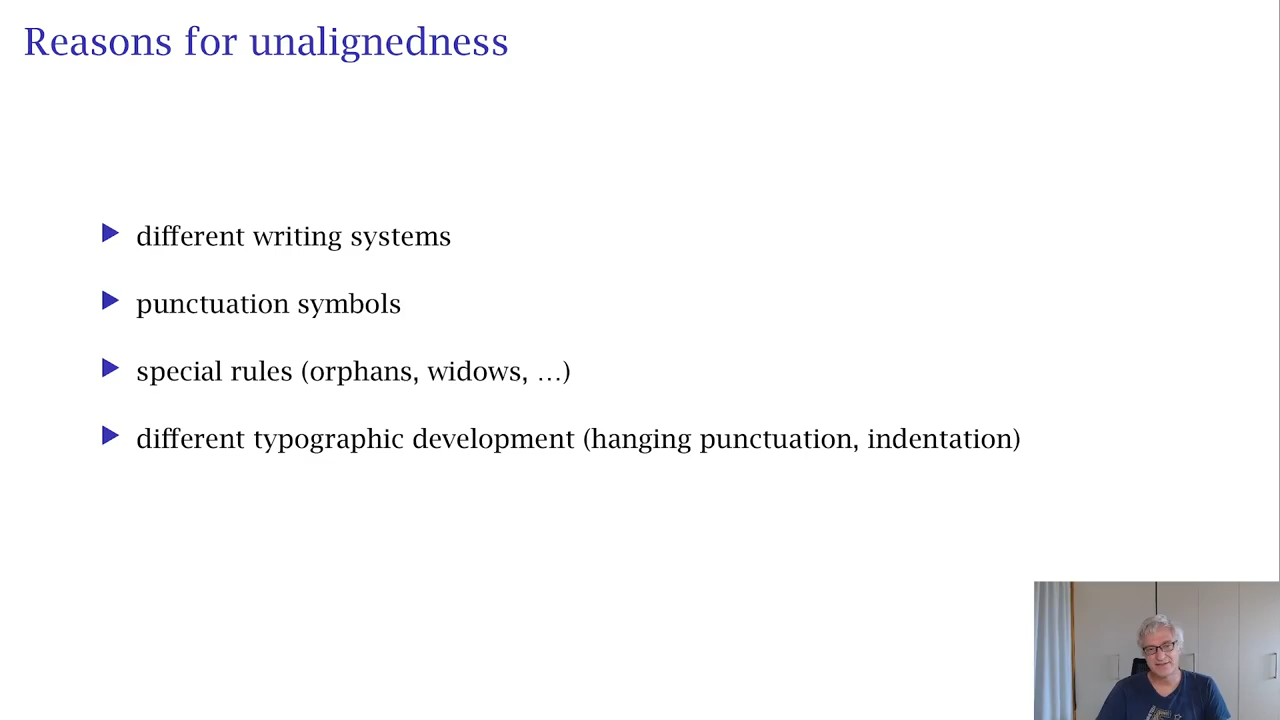 Reasons for unalignedness
different writing systems
punctuation symbols
special rules (orphans, widows, …)
different typographic development (hanging punctuation, indentation)